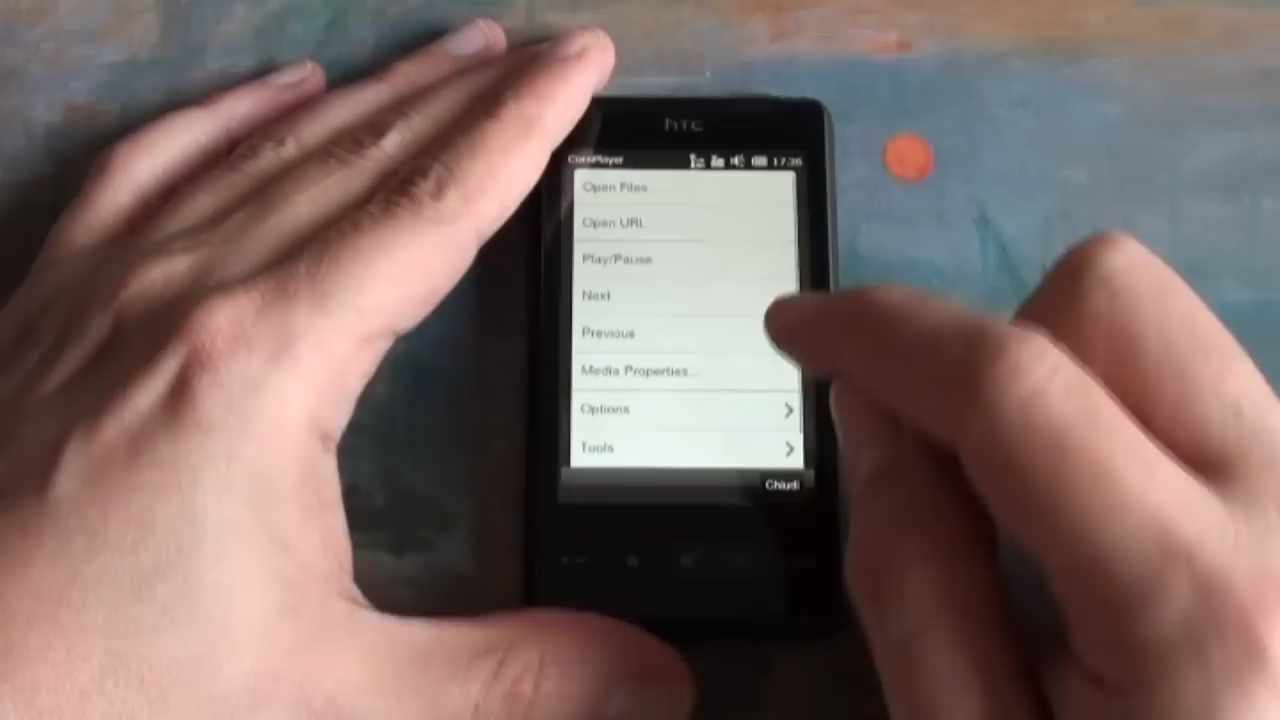 hTC
CorePlayer 17:36
Open Files...
Open URL
Play/Pause
Next
Previous
Media Properties...
Options
Tools
Chiudi